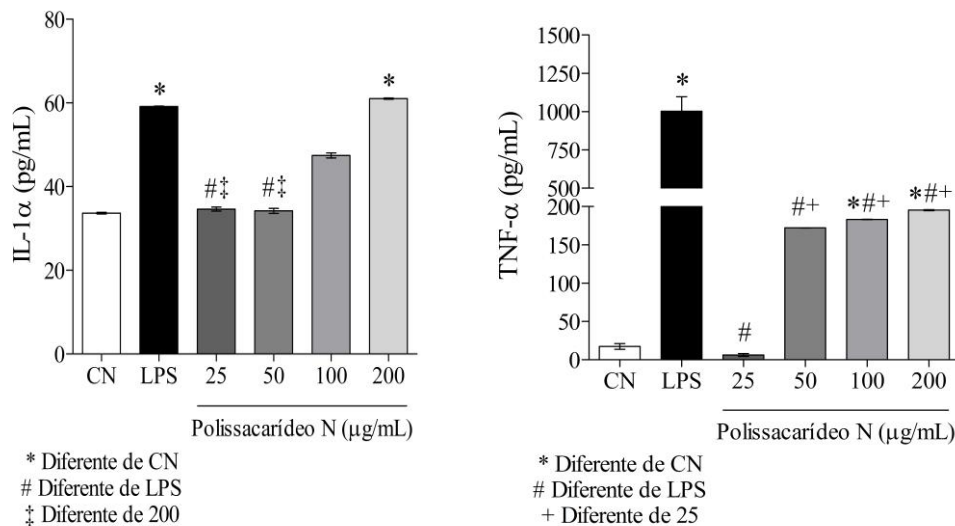 80
60
40
20
0
IL-1α (pg/mL)
*
#‡
#‡
*
CN LPS 25 50 100 200
Polissacarídeo N (µg/mL)
* Diferente de CN
# Diferente de LPS
‡ Diferente de 200
1500
1250
1000
750
500
200
150
100
50
0
TNF-α (pg/mL)
*
#
#+
*#+
*#+
CN LPS 25 50 100 200
Polissacarídeo N (µg/mL)
* Diferente de CN
# Diferente de LPS
+ Diferente de 25